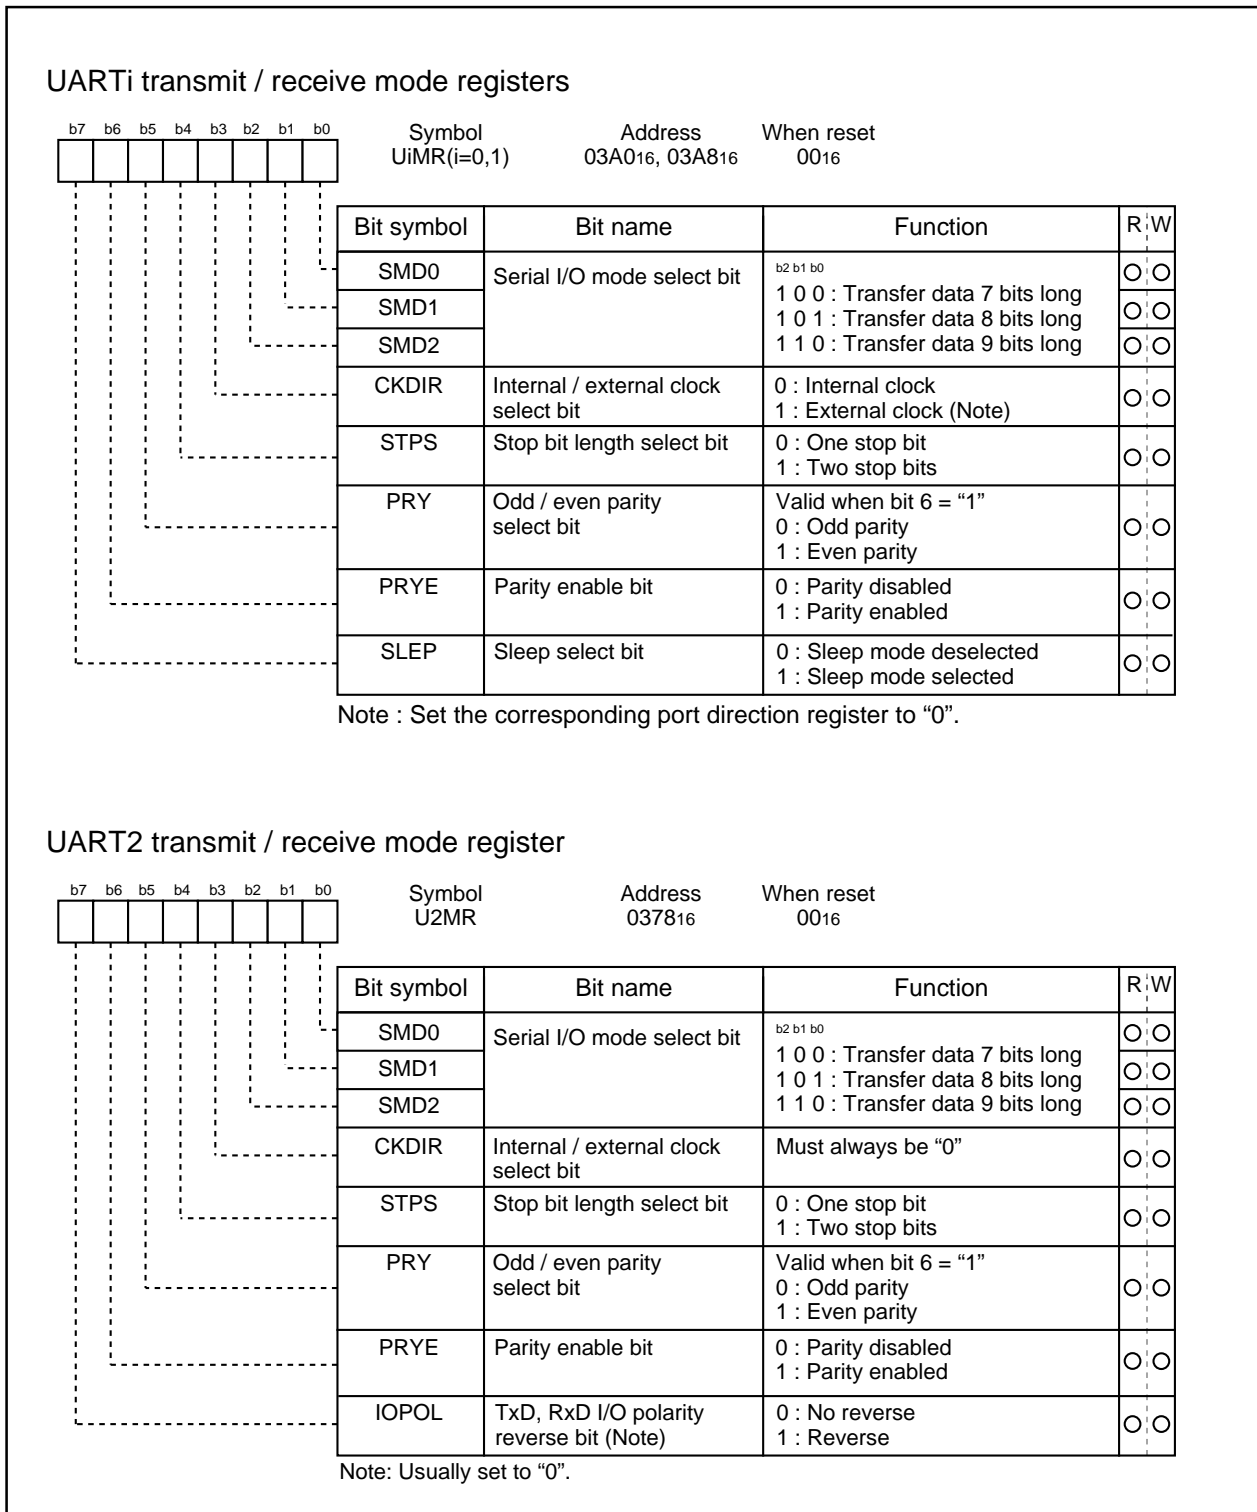 UARTi transmit / receive mode registers
b7 b6 b5 b4 b3 b2 b1 b0
Symbol Address When reset
UiMR(i=0,1) 03A016, 03A816 0016
Bit symbol Bit name Function R W
SMD0 Serial I/O mode select bit b2 b1 b0
1 0 0 : Transfer data 7 bits long
SMD1 1 0 1 : Transfer data 8 bits long
SMD2 1 1 0 : Transfer data 9 bits long
CKDIR Internal / external clock 0 : Internal clock
select bit 1 : External clock (Note)
STPS Stop bit length select bit 0 : One stop bit
1 : Two stop bits
PRY Odd / even parity Valid when bit 6 = “1”
select bit 0 : Odd parity
1 : Even parity
PRYE Parity enable bit 0 : Parity disabled
1 : Parity enabled
SLEP Sleep select bit 0 : Sleep mode deselected
1 : Sleep mode selected
Note : Set the corresponding port direction register to “0”.
UART2 transmit / receive mode register
b7 b6 b5 b4 b3 b2 b1 b0
Symbol Address When reset
U2MR 037816 0016
Bit symbol Bit name Function R W
SMD0 Serial I/O mode select bit b2 b1 b0
1 0 0 : Transfer data 7 bits long
SMD1 1 0 1 : Transfer data 8 bits long
SMD2 1 1 0 : Transfer data 9 bits long
CKDIR Internal / external clock Must always be “0”
select bit
STPS Stop bit length select bit 0 : One stop bit
1 : Two stop bits
PRY Odd / even parity Valid when bit 6 = “1”
select bit 0 : Odd parity
1 : Even parity
PRYE Parity enable bit 0 : Parity disabled
1 : Parity enabled
IOPOL TxD, RxD I/O polarity 0 : No reverse
reverse bit (Note) 1 : Reverse
Note: Usually set to “0”.